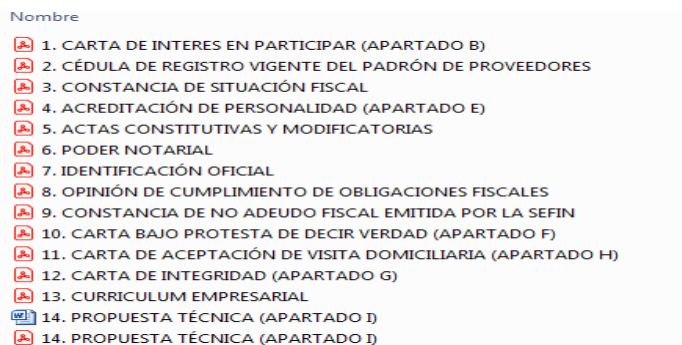 Nombre
1. CARTA DE INTERES EN PARTICIPAR (APARTADO B)
2. CÉDULA DE REGISTRO VIGENTE DEL PADRÓN DE PROVEEDORES
3. CONSTANCIA DE SITUACIÓN FISCAL
4. ACREDITACIÓN DE PERSONALIDAD (APARTADO E)
5. ACTAS CONSTITUTIVAS Y MODIFICATORIAS
6. PODER NOTARIAL
7. IDENTIFICACIÓN OFICIAL
8. OPINIÓN DE CUMPLIMIENTO DE OBLIGACIONES FISCALES
9. CONSTANCIA DE NO ADEUDO FISCAL EMITIDA POR LA SEFIN
10. CARTA BAJO PROTESTA DE DECIR VERDAD (APARTADO F)
11. CARTA DE ACEPTACIÓN DE VISITA DOMICILIARIA (APARTADO H)
12. CARTA DE INTEGRIDAD (APARTADO G)
13. CURRICULUM EMPRESARIAL
14. PROPUESTA TÉCNICA (APARTADO I)
14. PROPUESTA TÉCNICA (APARTADO I)